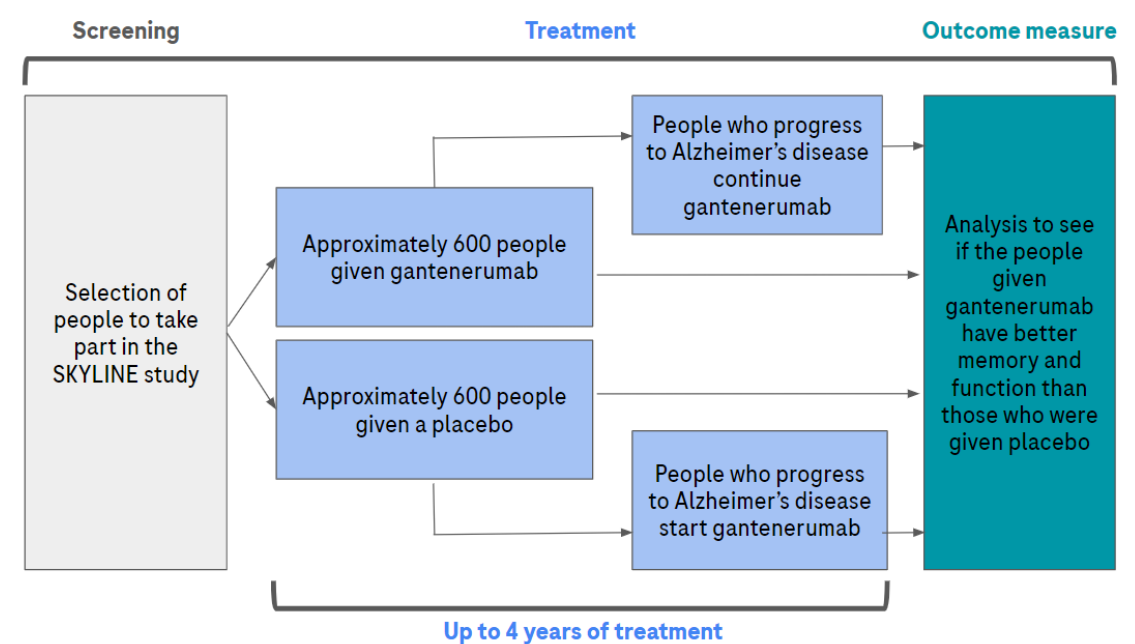 Screening
Treatment
Outcome measure
Selection of
people to take
part in the
SKYLINE study
Approximately 600 people
given gantenerumab
Approximately 600 people
given a placebo
People who progress
to Alzheimer’s disease
continue
gantenerumab
People who progress
to Alzheimer’s disease
start gantenerumab
Analysis to see
if the people
given
gantenerumab
have better
memory and
function than
those who were
given placebo
Up to 4 years of treatment